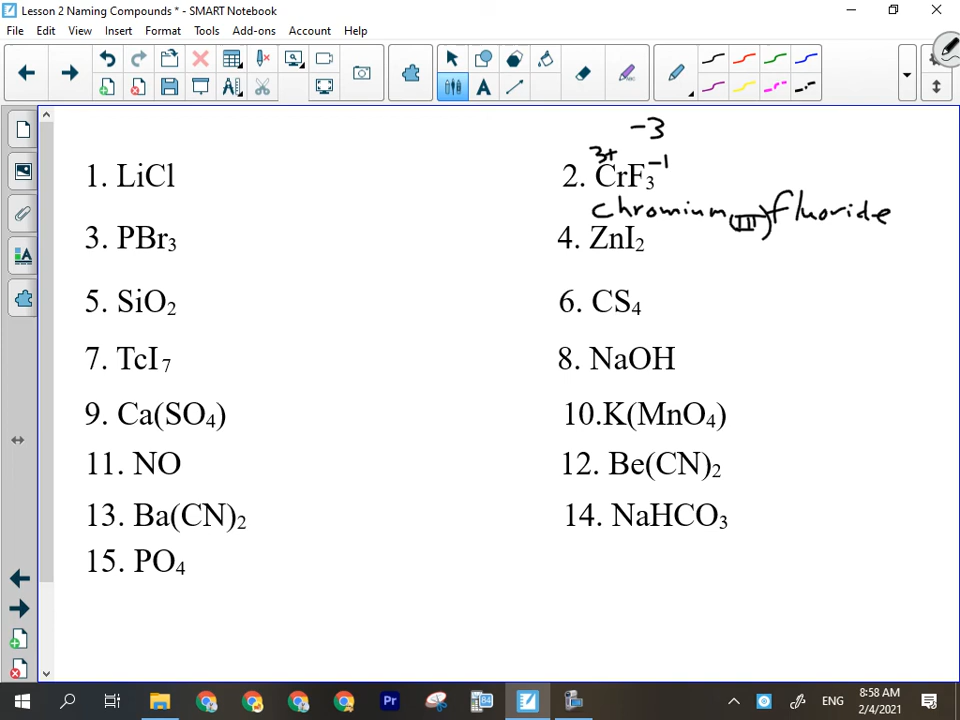 Lesson 2 Naming Compounds * - SMART Notebook
File Edit View Insert Format Tools Add-ons Account Help
-3
3+ -1
1. LiCl 2. CrF3
chromium(III)fluoride
3. PBr3 4. ZnI2
5. SiO2 6. CS4
7. TcI7 8. NaOH
9. Ca(SO4) 10.K(MnO4)
11. NO 12. Be(CN)2
13. Ba(CN)2 14. NaHCO3
15. PO4
Pr 64 ENG 8:58 AM
2/4/2021